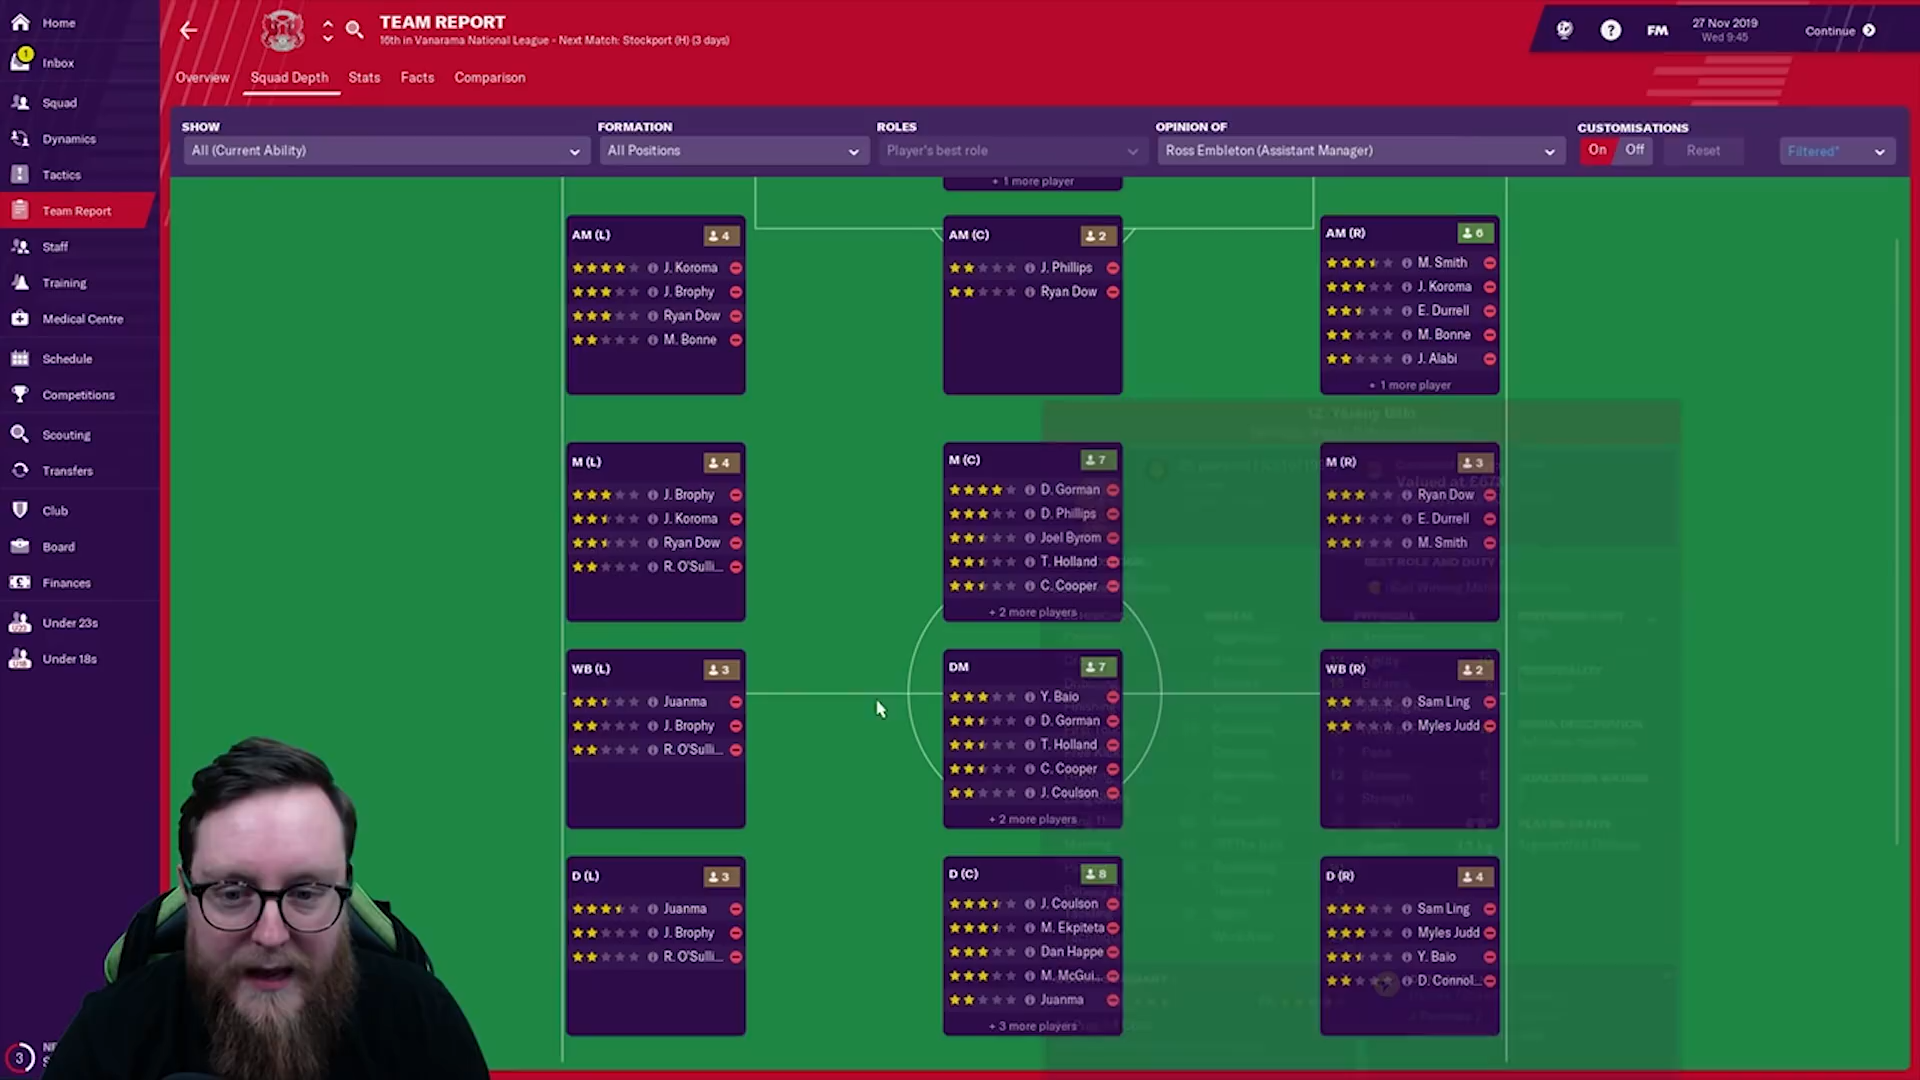 Home
1
Inbox
Squad
Dynamics
Tactics
Team Report
Staff
Training
Medical Centre
Schedule
Competitions
Scouting
Transfers
Club
Board
Finances
Under 23s
Under 18s
3
TEAM REPORT
16th in Vanarama National League - Next Match: Stockport (H) (3 days)
? FM
27 Nov 2019
Wed 9:45
Continue
Overview Squad Depth Stats Facts Comparison
SHOW
All (Current Ability)
FORMATION
All Positions
ROLES
Player's best role
OPINION OF
Ross Embleton (Assistant Manager)
CUSTOMISATIONS
On Off Reset
Filtered*
+ 1 more player
AM (L) 4
J. Koroma
J. Brophy
Ryan Dow
M. Bonne
AM (C) 2
J. Phillips
Ryan Dow
AM (R) 6
M. Smith
J. Koroma
E. Durrell
M. Bonne
J. Alabi
+ 1 more player
M (L) 4
J. Brophy
J. Koroma
Ryan Dow
R. O'Sulli...
M (C) 7
D. Gorman
D. Phillips
Joel Byrom
T. Holland
C. Cooper
+ 2 more players
M (R) 3
Ryan Dow
E. Durrell
M. Smith
WB (L) 3
Juanma
J. Brophy
R. O'Sulli...
DM 7
Y. Baio
D. Gorman
T. Holland
C. Cooper
J. Coulson
+ 2 more players
WB (R) 2
Sam Ling
Myles Judd
D (L) 3
Juanma
J. Brophy
R. O'Sulli...
D (C) 8
J. Coulson
M. Ekpiteta
Dan Happe
M. McGui...
Juanma
+ 3 more players
D (R) 4
Sam Ling
Myles Judd
Y. Baio
D. Connol...